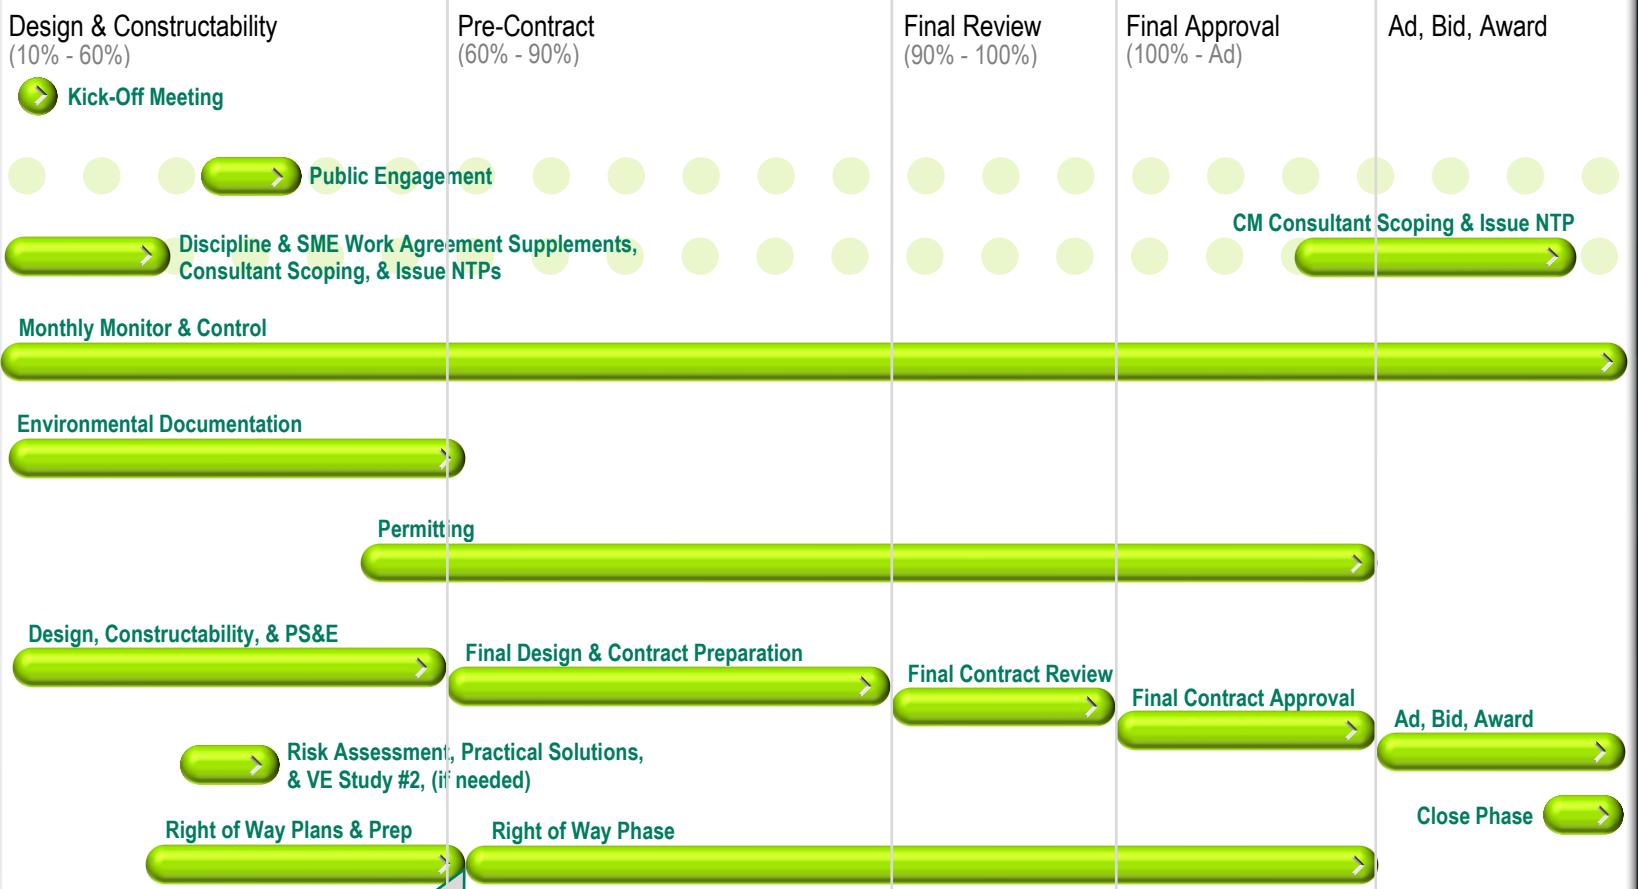 Design & Constructability
(10% - 60%)
Pre-Contract
(60% - 90%)
Final Review
(90% - 100%)
Final Approval
(100% - Ad)
Ad, Bid, Award
Kick-Off Meeting
Public Engagement
CM Consultant Scoping & Issue NTP
Discipline & SME Work Agreement Supplements,
Consultant Scoping, & Issue NTPs
Monthly Monitor & Control
Environmental Documentation
Permitting
Design, Constructability, & PS&E
Final Design & Contract Preparation
Final Contract Review
Final Contract Approval
Ad, Bid, Award
Risk Assessment, Practical Solutions,
& VE Study #2, (if needed)
Close Phase
Right of Way Plans & Prep
Right of Way Phase